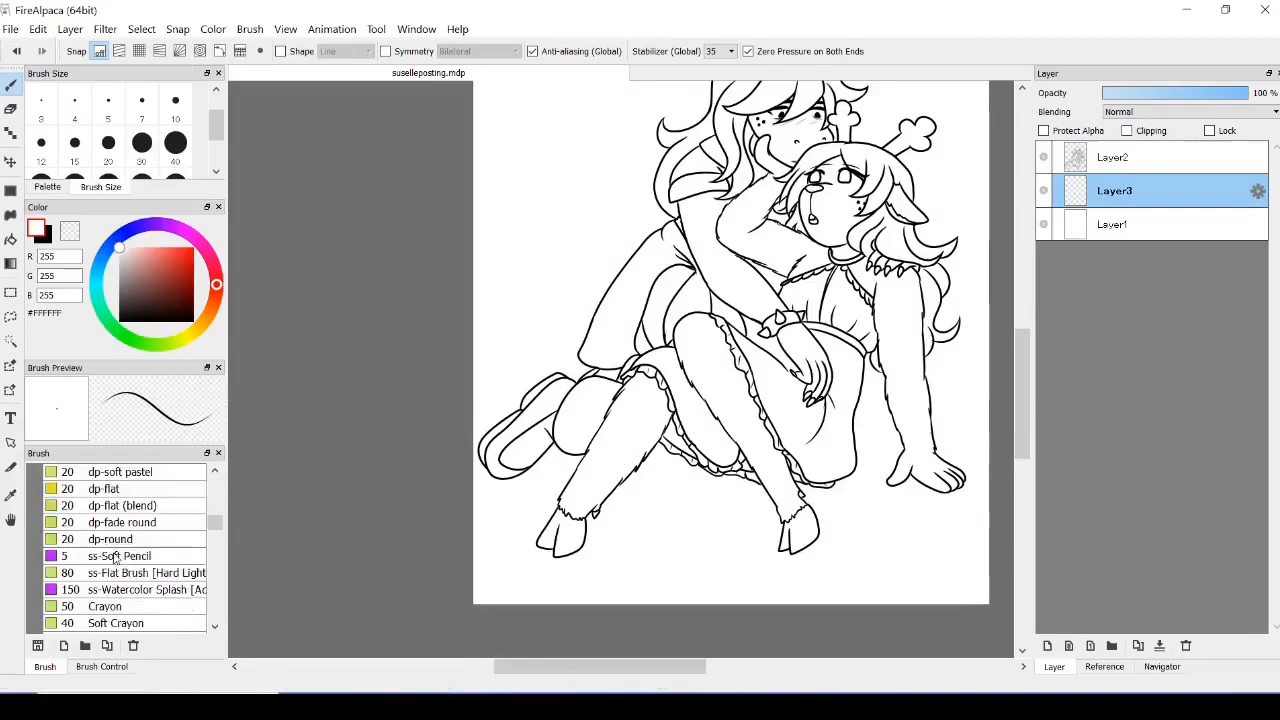 FireAlpaca (64bit)
File Edit Layer Filter Select Snap Color Brush View Animation Tool Window Help
Snap Shape Line Symmetry Bilateral Anti-aliasing (Global) Stabilizer (Global) 35 Zero Pressure on Both Ends
Brush Size
suselleposting.mdp
3 4 5 7 10
12 15 20 30 40
Palette Brush Size
Color
R 255
G 255
B 255
#FFFFFF
Brush Preview
Brush
20 dp-soft pastel
20 dp-flat
20 dp-flat (blend)
20 dp-fade round
20 dp-round
5 ss-Soft Pencil
80 ss-Flat Brush [Hard Light
150 ss-Watercolor Splash [Ad
50 Crayon
40 Soft Crayon
Brush Brush Control
Layer
Opacity 100 %
Blending Normal
Protect Alpha Clipping Lock
Layer2
Layer3
Layer1
Layer Reference Navigator